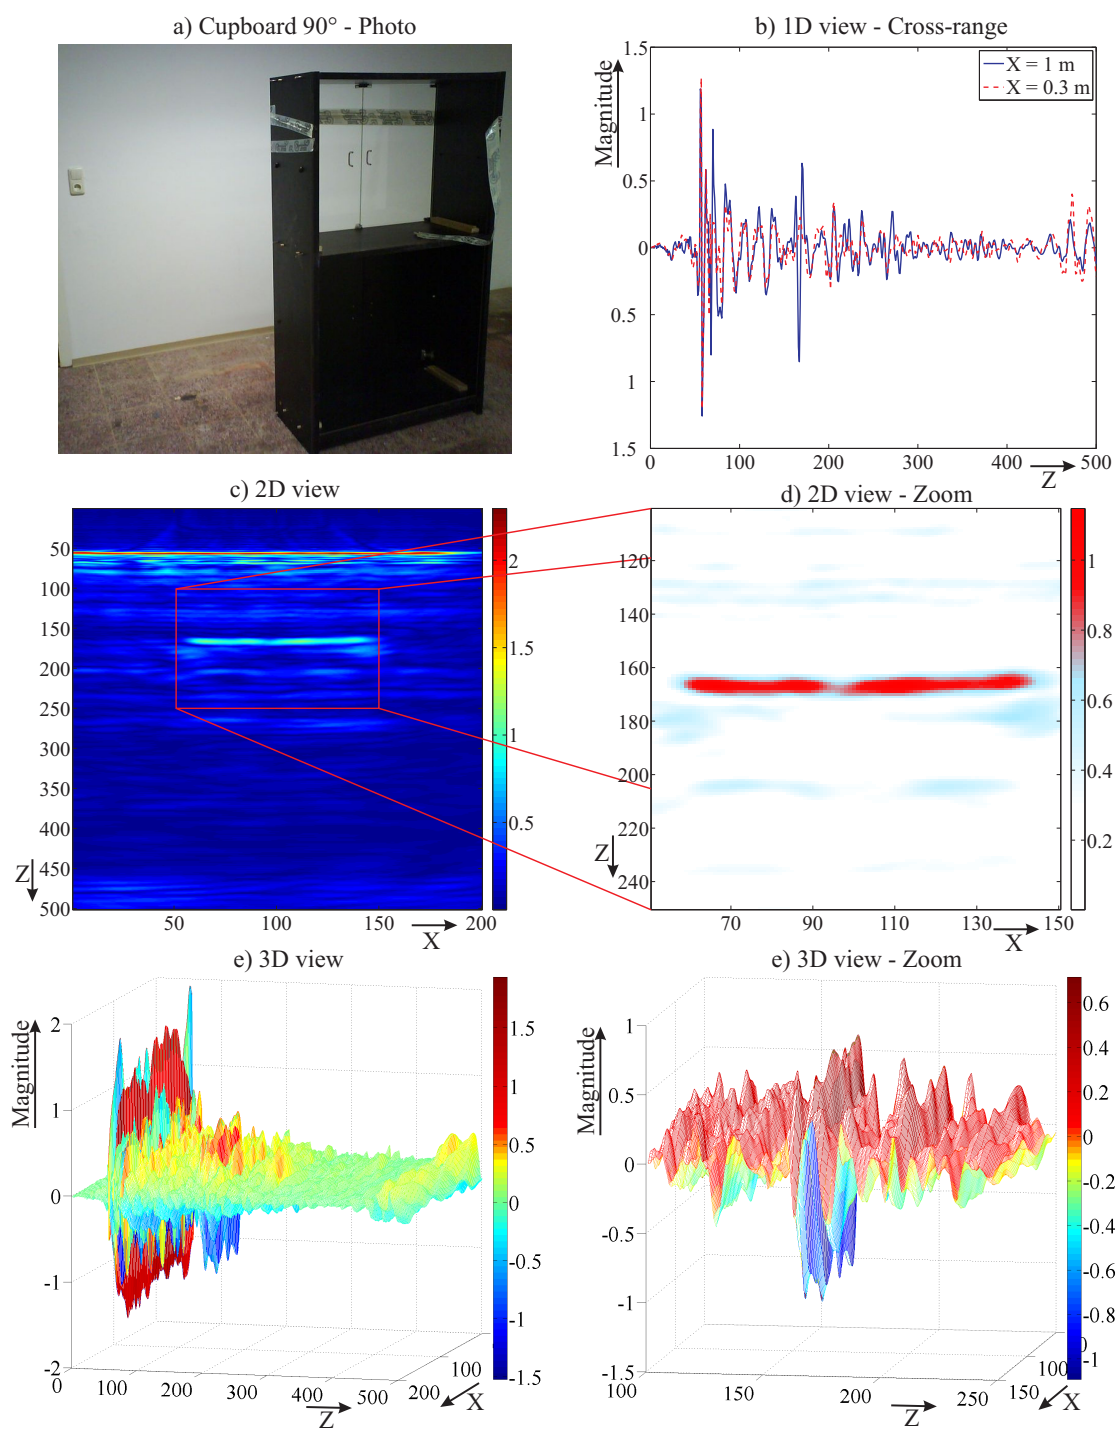 a) Cupboard 90° - Photo
b) 1D view - Cross-range
Magnitude
1.5
1
0.5
0
0.5
1
1.5
X = 1 m
X = 0.3 m
0 100 200 300 400 500
Z
c) 2D view
50
100
150
200
250
300
350
400
450
500
Z
50 100 150 200
X
2
1.5
1
0.5
d) 2D view - Zoom
120
140
160
180
200
220
240
Z
70 90 110 130 150
X
1
0.8
0.6
0.4
0.2
e) 3D view
Magnitude
2
1
0
-1
-2
0 100 200 300 400 500
Z
200 100
X
1.5
1
0.5
0
-0.5
-1
-1.5
e) 3D view - Zoom
Magnitude
1
0.5
0
-0.5
-1
-1.5
100 150 200 250
Z
150 100 0
X
0.6
0.4
0.2
0
-0.2
-0.4
-0.6
-0.8
-1